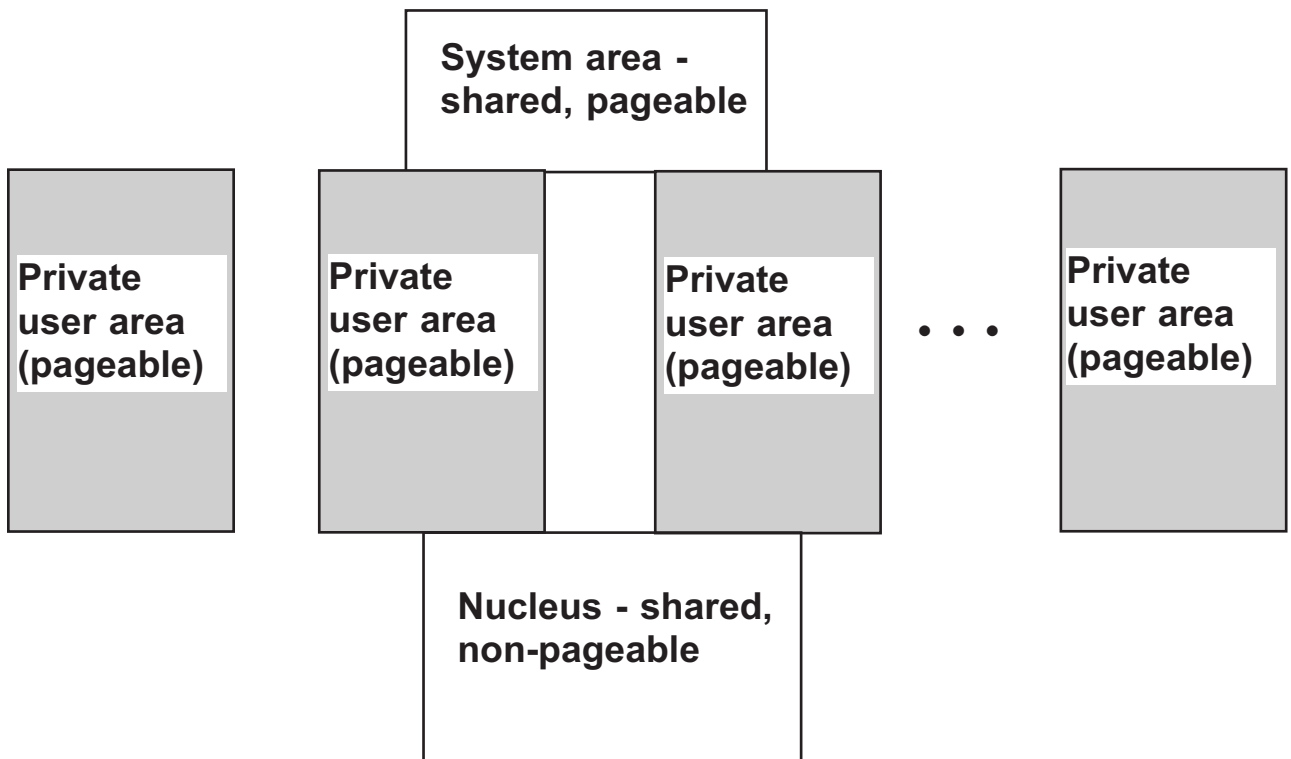 System area -
shared, pageable
Private
user area
(pageable)
Private
user area
(pageable)
Private
user area
(pageable)
. . .
Private
user area
(pageable)
Nucleus - shared,
non-pageable